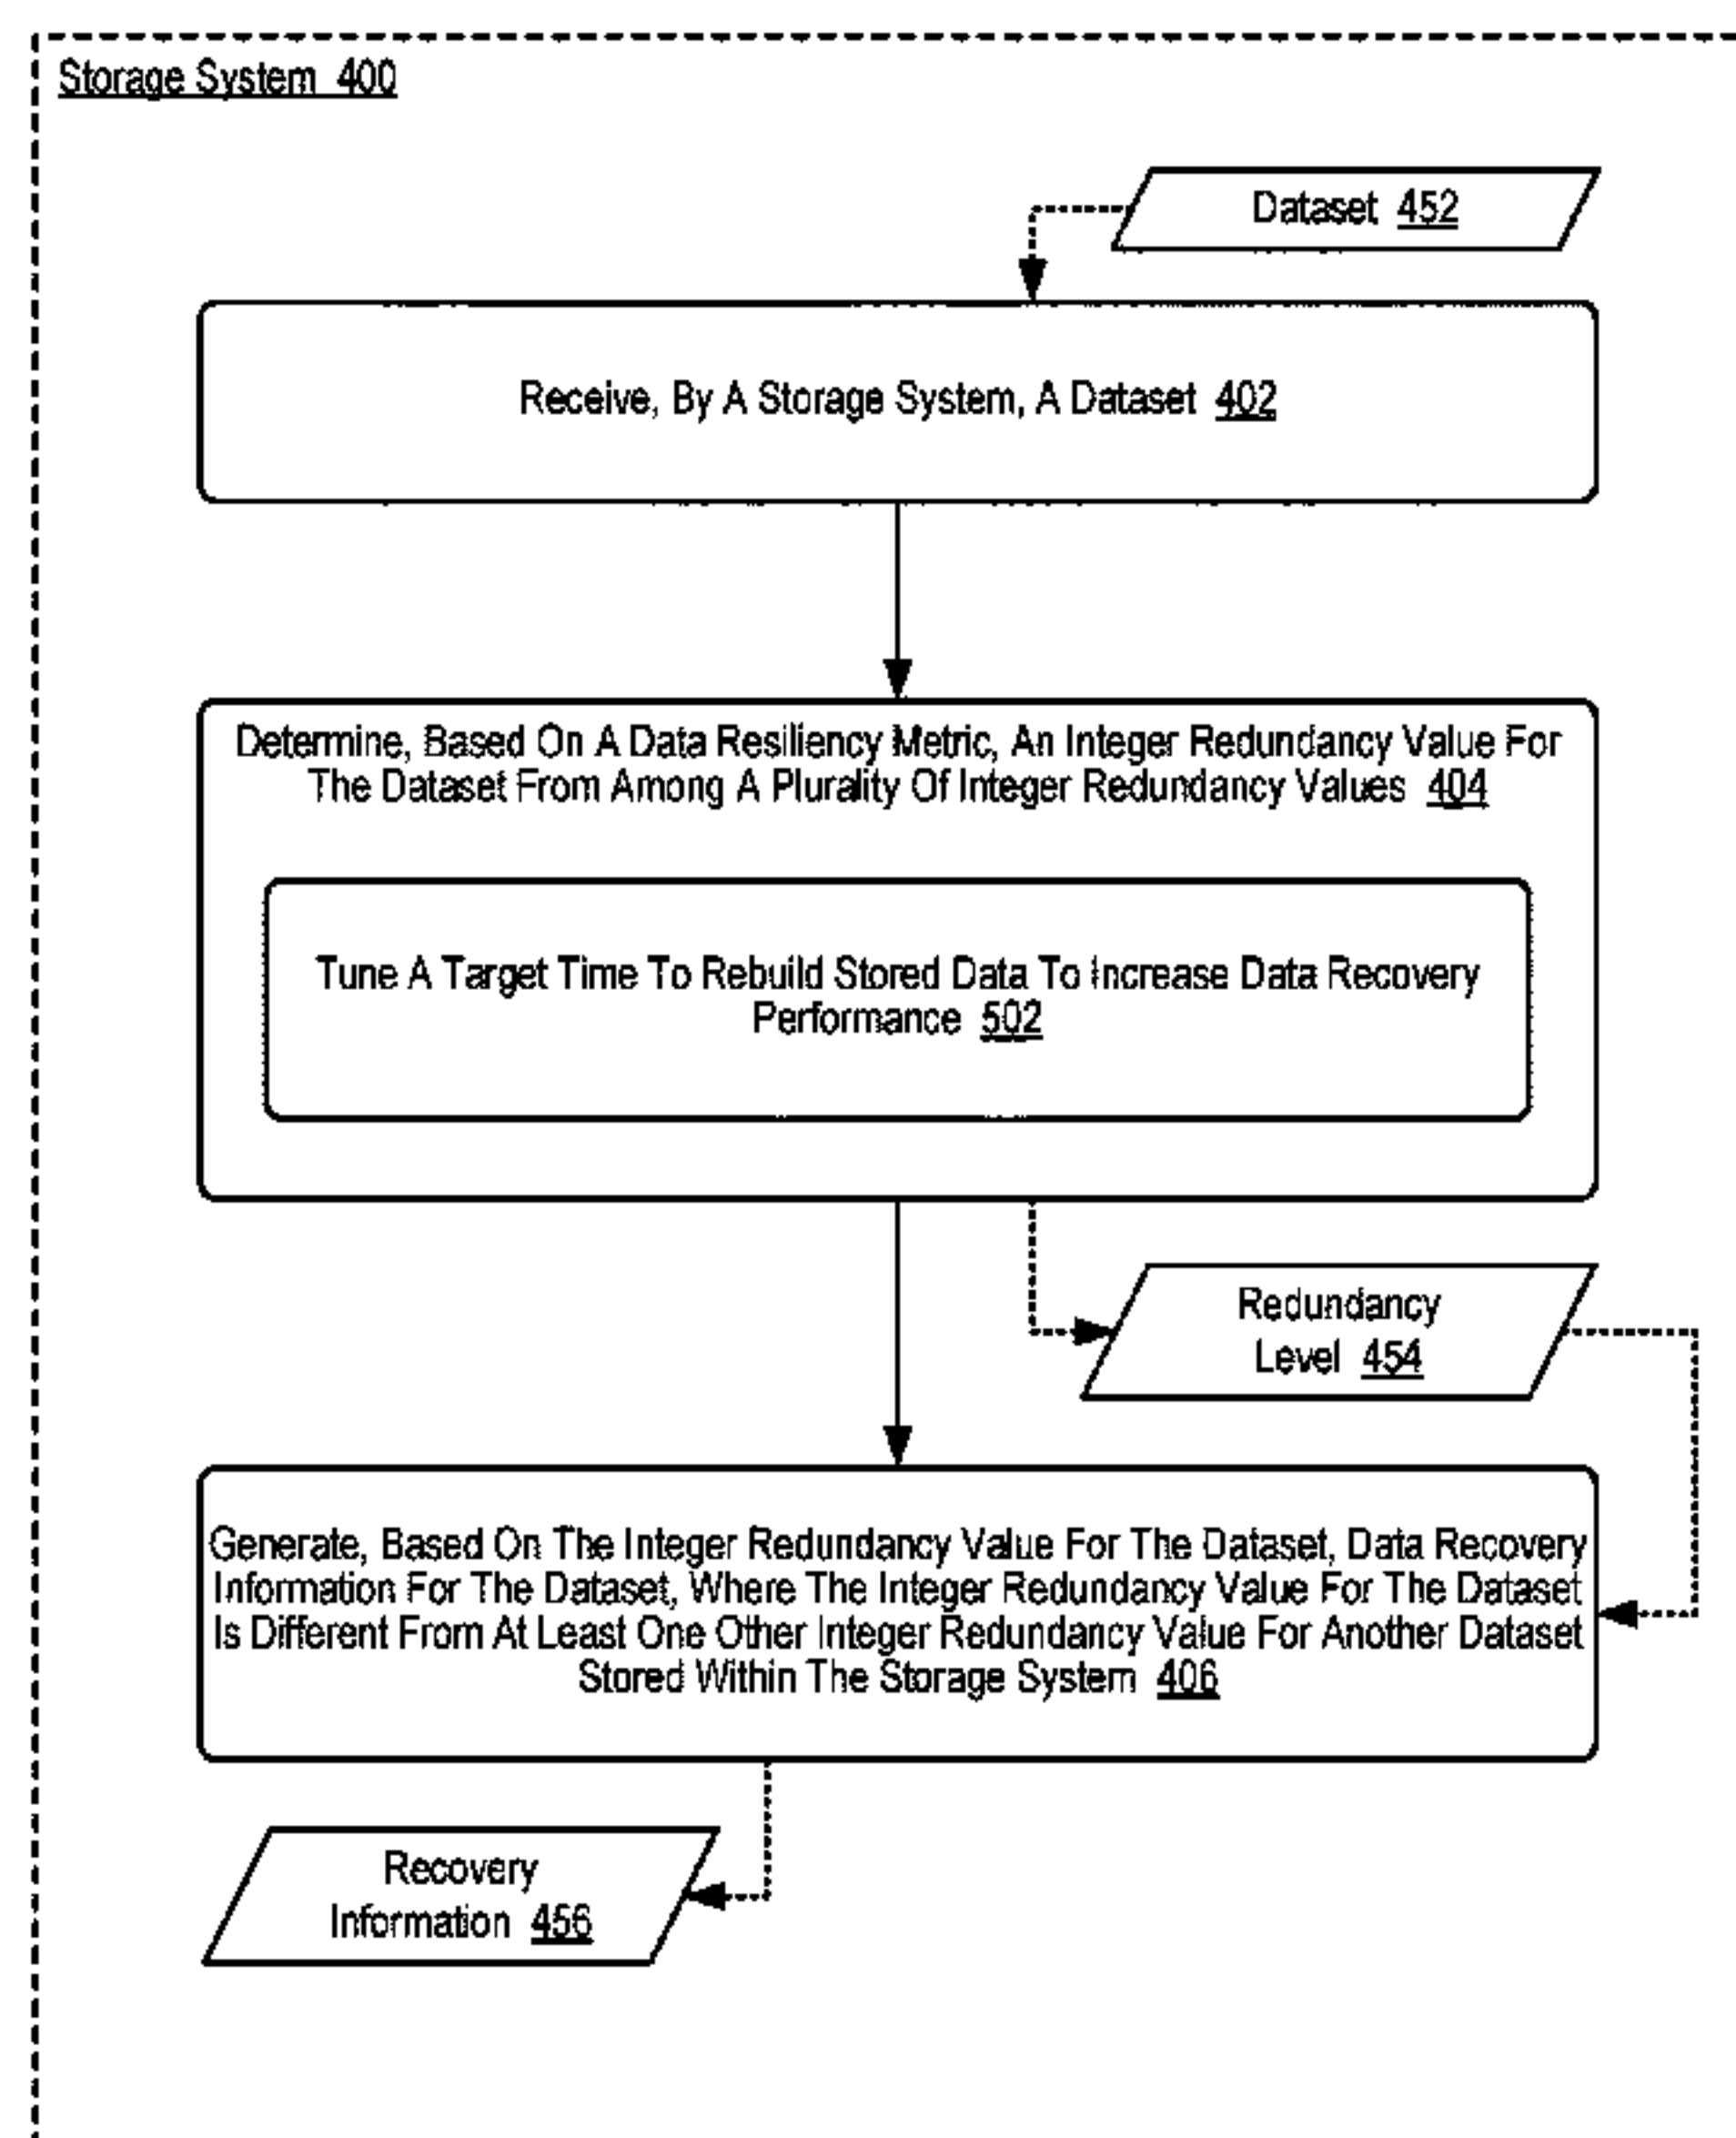 Storage System 400
Dataset 452
Receive, By A Storage System, A Dataset 402
Determine, Based On A Data Resiliency Metric, An Integer Redundancy Value For
The Dataset From Among A Plurality Of Integer Redundancy Values 404
Tune A Target Time To Rebuild Stored Data To Increase Data Recovery
Performance 502
Redundancy
Level 454
Generate, Based On The Integer Redundancy Value For The Dataset, Data Recovery
Information For The Dataset, Where The Integer Redundancy Value For The Dataset
Is Different From At Least One Other Integer Redundancy Value For Another Dataset
Stored Within The Storage System 406
Recovery
Information 456